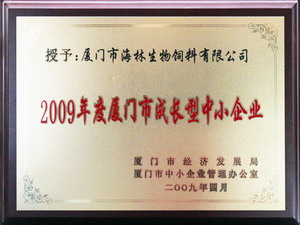 授予:厦门市海林生物饲料有限公司
2009年度厦门市成长型中小企业
厦门市经济发展局
厦门市中小企业管理办公室
二00九年四月